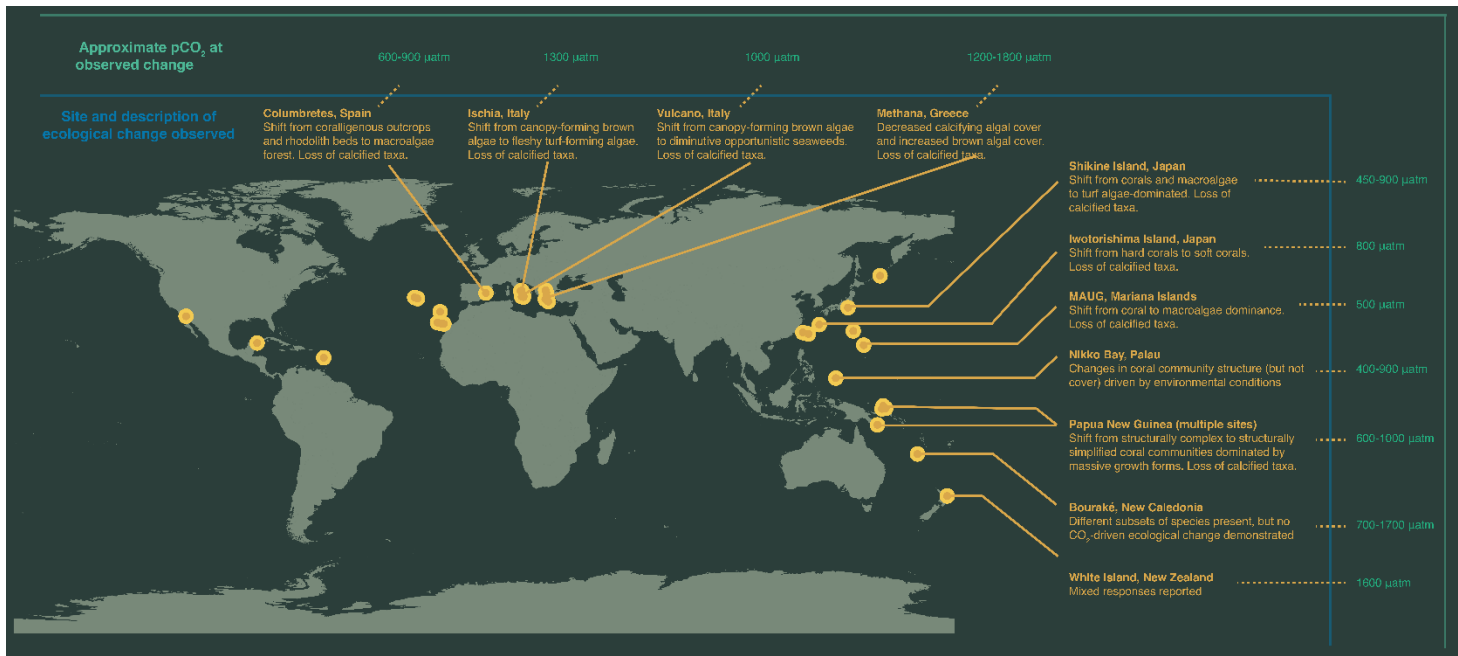 Approximate pCO₂ at
observed change
600-900 µatm
1300 µatm
1000 µatm
1200-1800 µatm
Site and description of
ecological change observed
Columbretes, Spain
Shift from coralligenous outcrops
and rhodolith beds to macroalgae
forest. Loss of calcified taxa.
Ischia, Italy
Shift from canopy-forming brown
algae to fleshy turf-forming algae.
Loss of calcified taxa.
Vulcano, Italy
Shift from canopy-forming brown algae
to diminutive opportunistic seaweeds.
Loss of calcified taxa.
Methana, Greece
Decreased calcifying algal cover
and increased brown algal cover.
Loss of calcified taxa.
Shikine Island, Japan
Shift from corals and macroalgae
to turf algae-dominated. Loss of
calcified taxa.
450-900 µatm
Iwotorishima Island, Japan
Shift from hard corals to soft corals.
Loss of calcified taxa.
800 µatm
MAUG, Mariana Islands
Shift from coral to macroalgae dominance.
Loss of calcified taxa.
500 µatm
Nikko Bay, Palau
Changes in coral community structure (but not
cover) driven by environmental conditions
400-900 µatm
Papua New Guinea (multiple sites)
Shift from structurally complex to structurally
simplified coral communities dominated by
massive growth forms. Loss of calcified taxa.
600-1000 µatm
Bouraké, New Caledonia
Different subsets of species present, but no
CO₂-driven ecological change demonstrated
700-1700 µatm
White Island, New Zealand
Mixed responses reported
1600 µatm